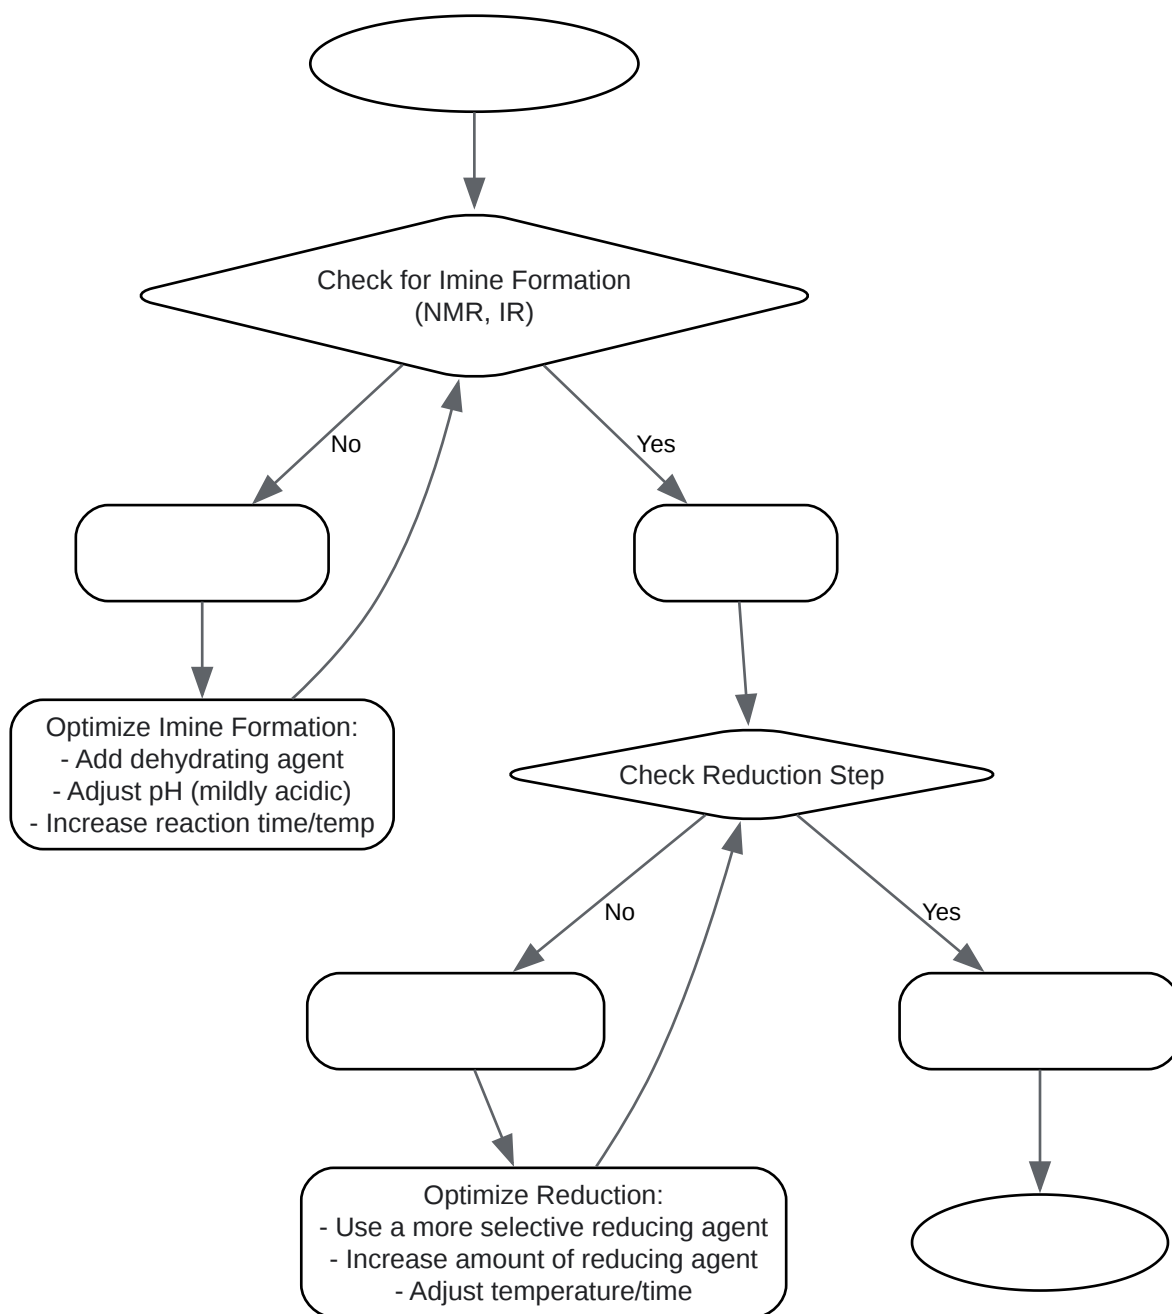 Check for Imine Formation
(NMR, IR)
No
Yes
Optimize Imine Formation:
- Add dehydrating agent
- Adjust pH (mildly acidic)
- Increase reaction time/temp
Check Reduction Step
No
Yes
Optimize Reduction:
- Use a more selective reducing agent
- Increase amount of reducing agent
- Adjust temperature/time